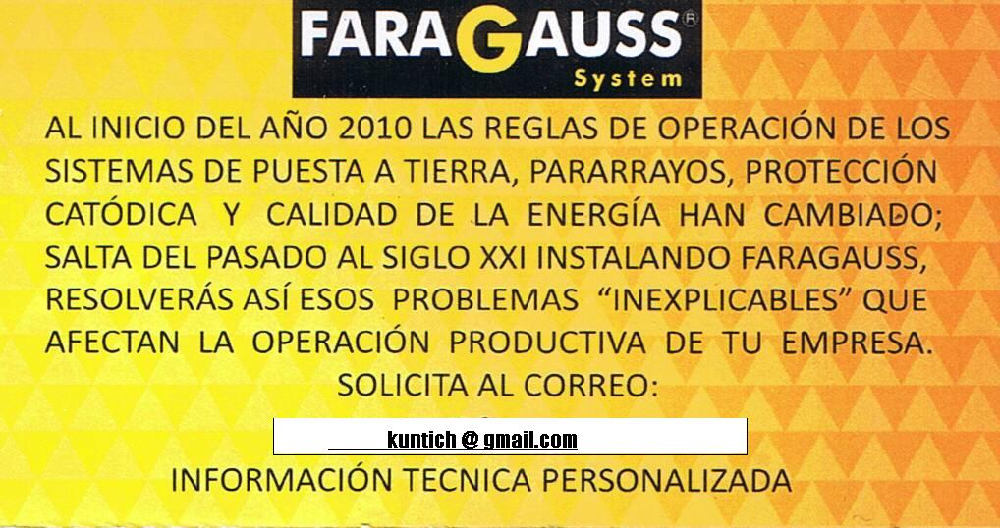 FARAGAUSS®
System
AL INICIO DEL AÑO 2010 LAS REGLAS DE OPERACIÓN DE LOS
SISTEMAS DE PUESTA A TIERRA, PARARRAYOS, PROTECCIÓN
CATÓDICA Y CALIDAD DE LA ENERGÍA HAN CAMBIADO;
SALTA DEL PASADO AL SIGLO XXI INSTALANDO FARAGAUSS,
RESOLVERÁS ASÍ ESOS PROBLEMAS “INEXPLICABLES” QUE
AFECTAN LA OPERACIÓN PRODUCTIVA DE TU EMPRESA.
SOLICITA AL CORREO:
kuntich @ gmail.com
INFORMACIÓN TECNICA PERSONALIZADA